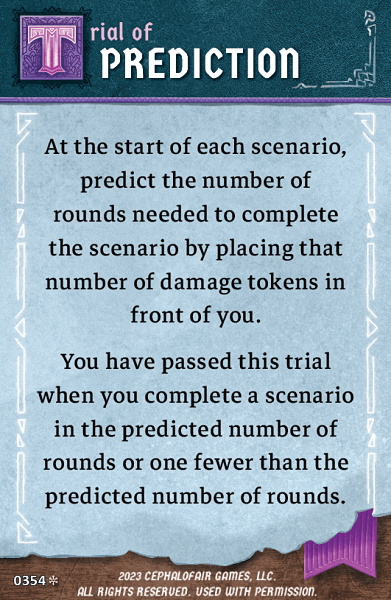 Trial of
PREDICTION
At the start of each scenario,
predict the number of
rounds needed to complete
the scenario by placing that
number of damage tokens in
front of you.
You have passed this trial
when you complete a scenario
in the predicted number of
rounds or one fewer than the
predicted number of rounds.
0354*
2023 CEPHALOFAIR GAMES, LLC.
ALL RIGHTS RESERVED. USED WITH PERMISSION.